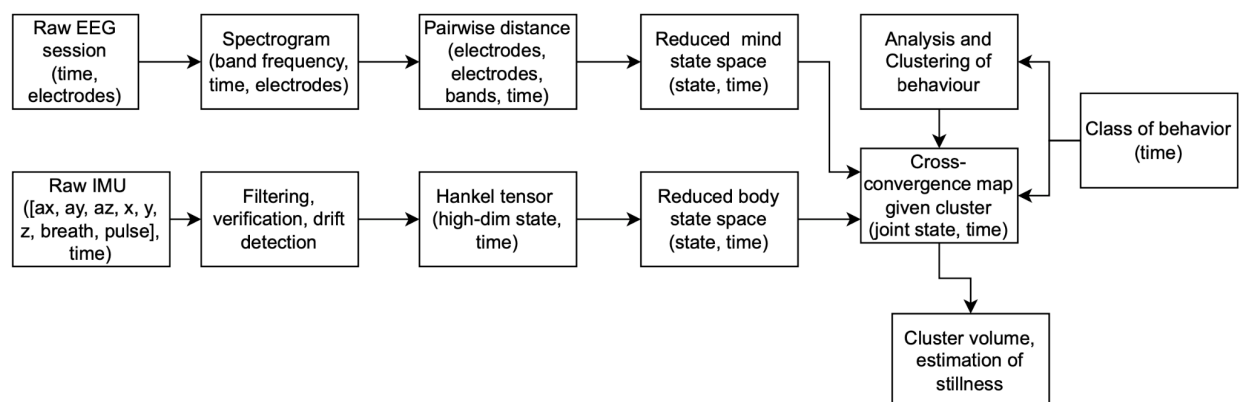 Raw EEG
session
(time,
electrodes)
Spectrogram
(band frequency,
time, electrodes)
Pairwise distance
(electrodes,
electrodes,
bands, time)
Reduced mind
state space
(state, time)
Analysis and
Clustering of
behaviour
Class of behavior
(time)
Raw IMU
([ax, ay, az, x, y,
z, breath, pulse],
time)
Filtering,
verification, drift
detection
Hankel tensor
(high-dim state,
time)
Reduced body
state space
(state, time)
Cross-
convergence map
given cluster
(joint state, time)
Cluster volume,
estimation of
stillness